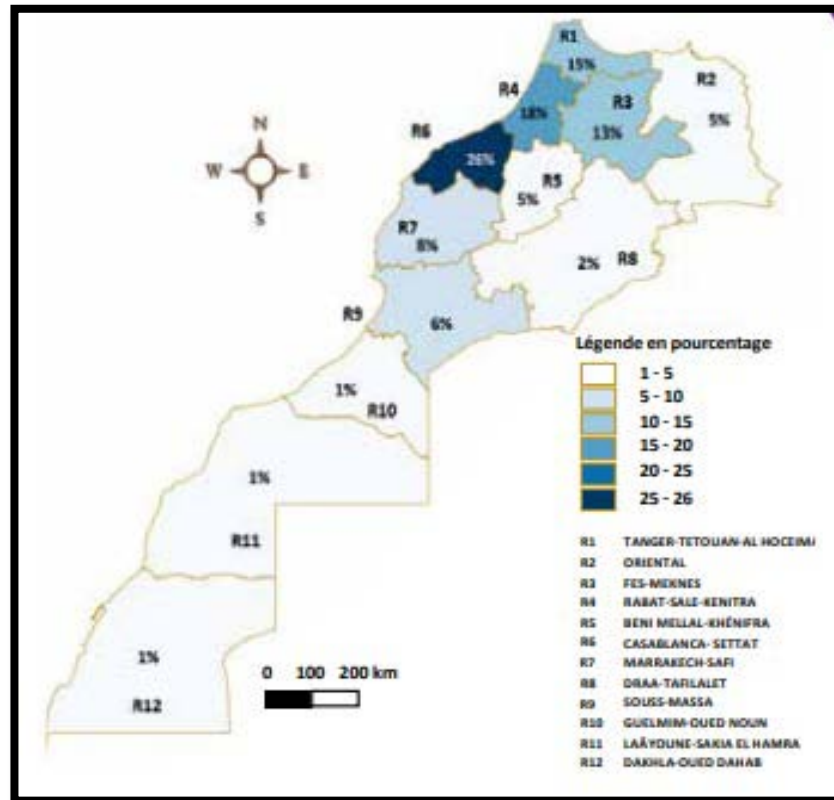 R1
15%
R2
5%
R4
18%
R3
13%
R6
26%
N
W
E
S
R5
5%
R7
8%
2%
R8
R9
6%
1%
R10
1%
R11
1%
R12
0 100 200 km
Légende en pourcentage
1 - 5
5 - 10
10 - 15
15 - 20
20 - 25
25 - 26
R1 TANGER-TETOUAN-AL HOCEIMA
R2 ORIENTAL
R3 FES-MEKNES
R4 RABAT-SALE-KENITRA
R5 BENI MELLAL-KHÉNIFRA
R6 CASABLANCA- SETTAT
R7 MARRAKECH-SAFI
R8 DRAA-TAFILALET
R9 SOUSS-MASSA
R10 GUELMIM-OUED NOUN
R11 LAÂYOUNE-SAKIA EL HAMRA
R12 DAKHLA-OUED DAHAB